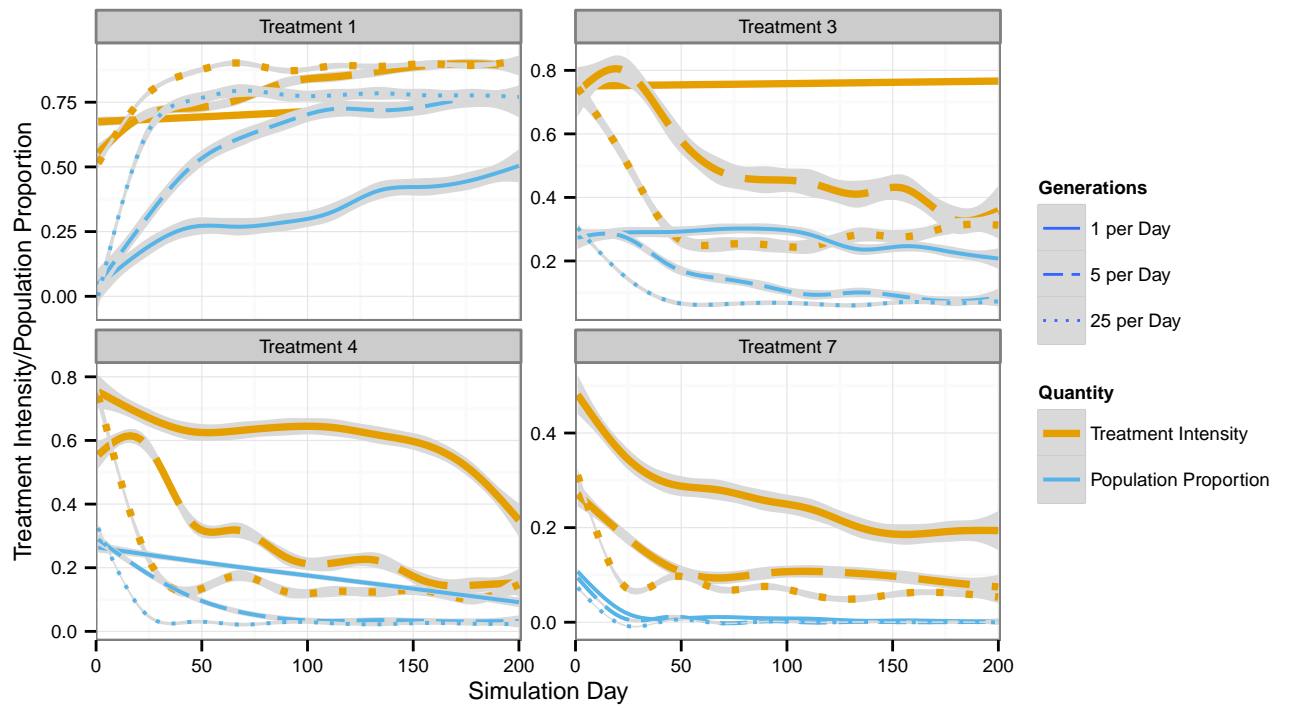 Treatment 1
Treatment 3
0.75
0.50
0.25
0.00
0.8
0.6
0.4
0.2
Treatment 4
Treatment 7
0.8
0.6
0.4
0.2
0.0
0.4
0.2
0.0
0 50 100 150 200
0 50 100 150 200
Simulation Day
Treatment Intensity/Population Proportion
Generations
1 per Day
5 per Day
25 per Day
Quantity
Treatment Intensity
Population Proportion